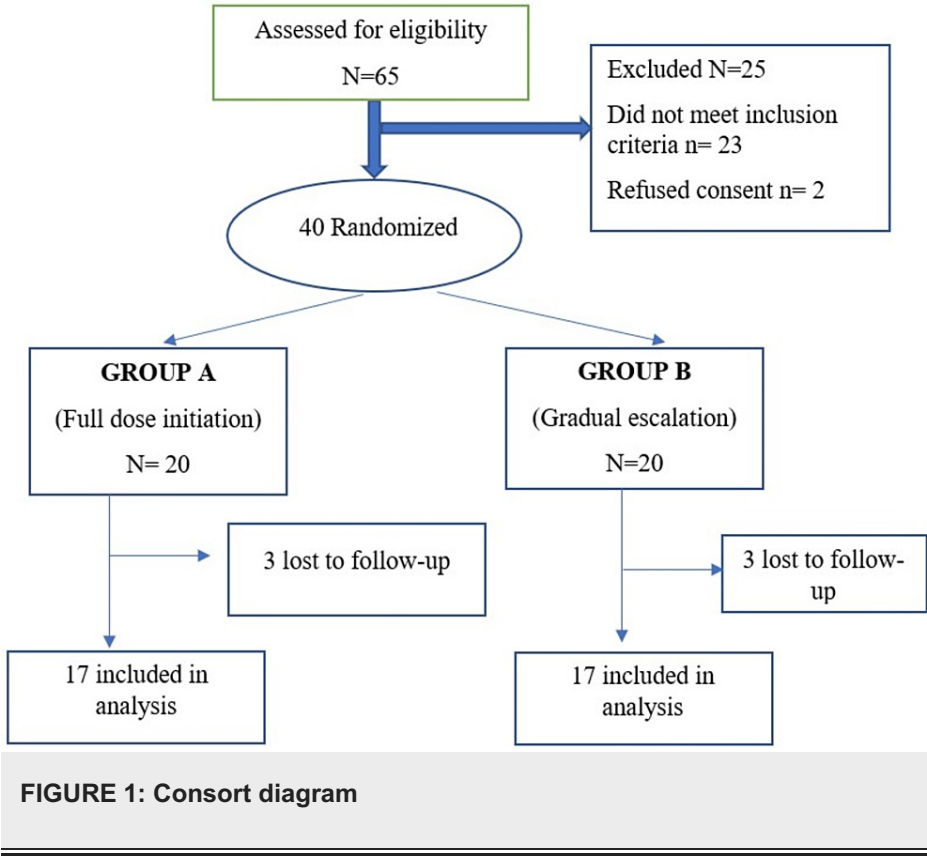 Assessed for eligibility
N=65
Excluded N=25
Did not meet inclusion
criteria n= 23
Refused consent n= 2
40 Randomized
GROUP A
(Full dose initiation)
N= 20
GROUP B
(Gradual escalation)
N=20
3 lost to follow-up
3 lost to follow-
up
17 included in
analysis
17 included in
analysis
FIGURE 1: Consort diagram